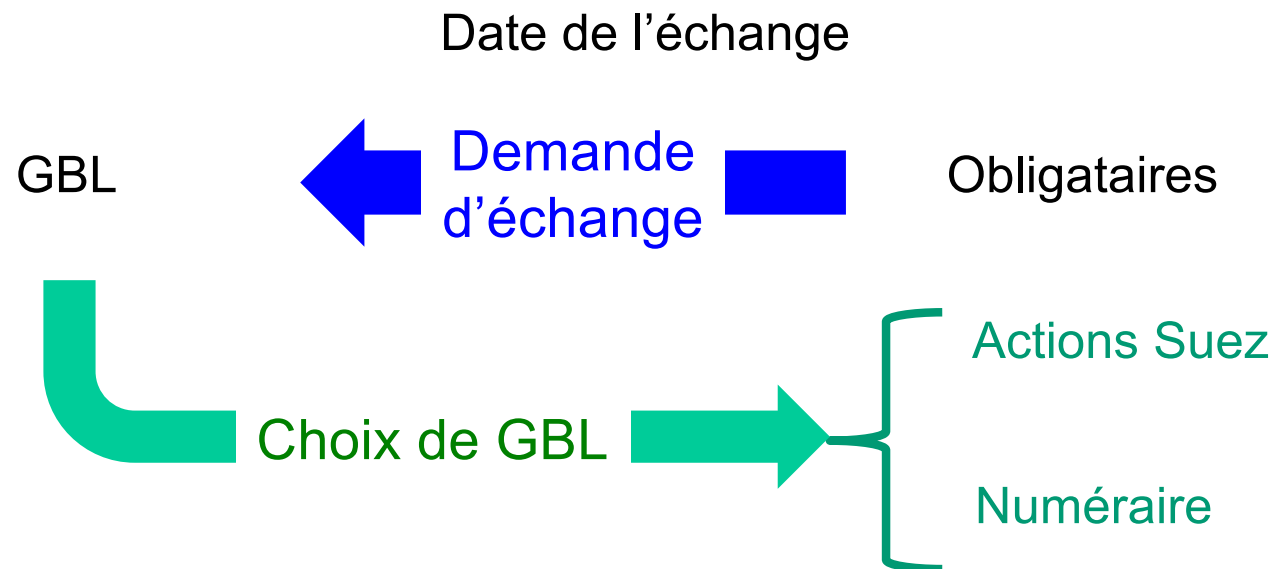 Date de l’échange
GBL
Demande
d’échange
Obligataires
Actions Suez
Choix de GBL
Numéraire